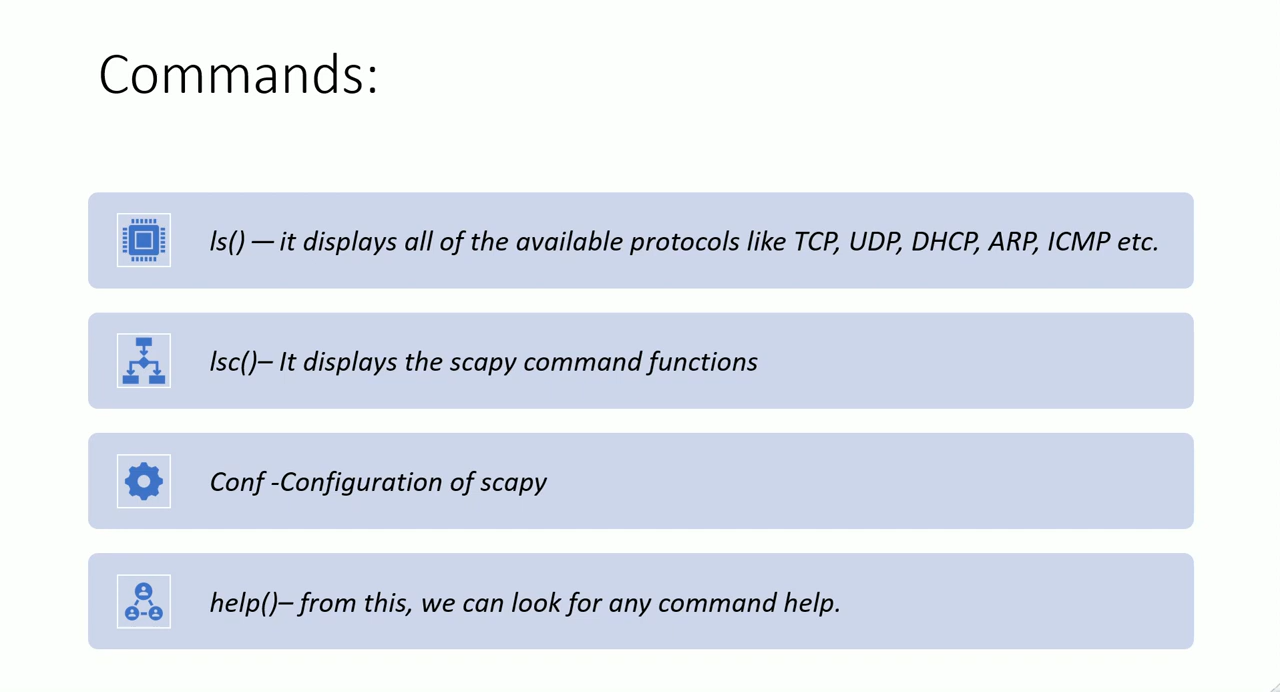 Commands:
ls() — it displays all of the available protocols like TCP, UDP, DHCP, ARP, ICMP etc.
lsc()– It displays the scapy command functions
Conf -Configuration of scapy
help()– from this, we can look for any command help.